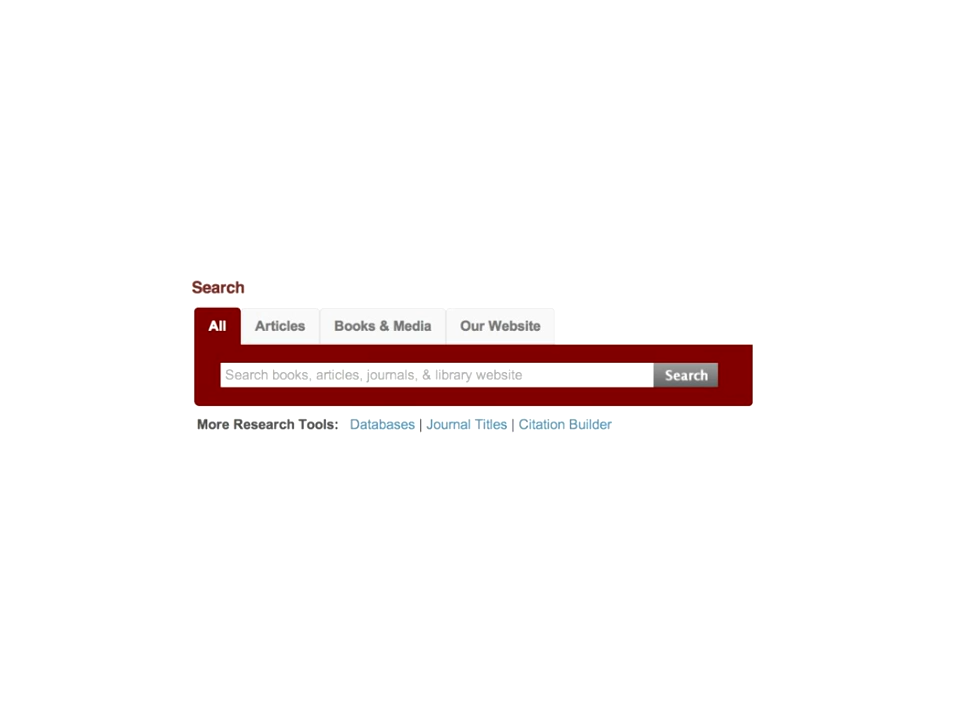 Search
All Articles Books & Media Our Website
Search books, articles, journals, & library website Search
More Research Tools: Databases | Journal Titles | Citation Builder